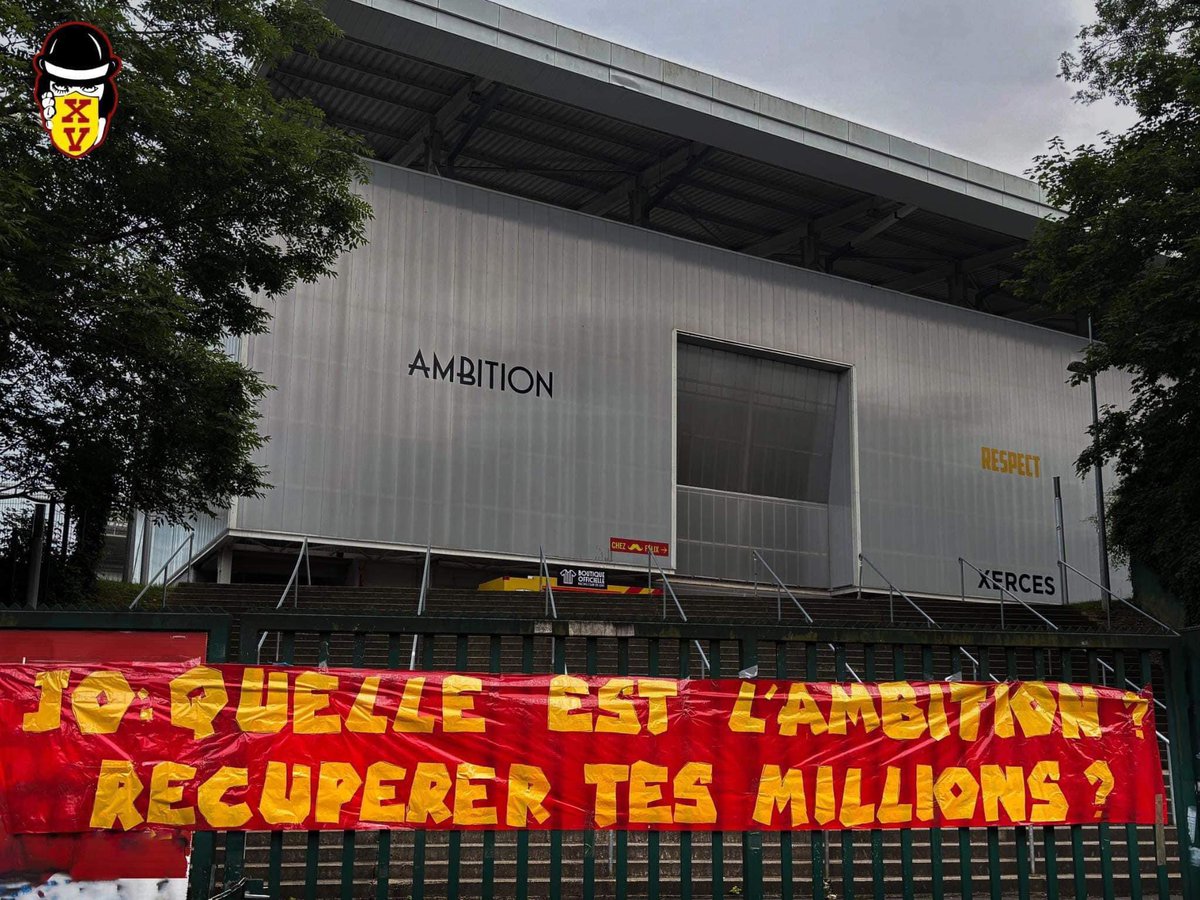 XV
AMBITION
RESPECT
CHEZ FÉLIX →
BOUTIQUE
OFFICIELLE
XERCES
JO: QUELLE EST L'AMBITION ?
RECUPERER TES MILLIONS ?